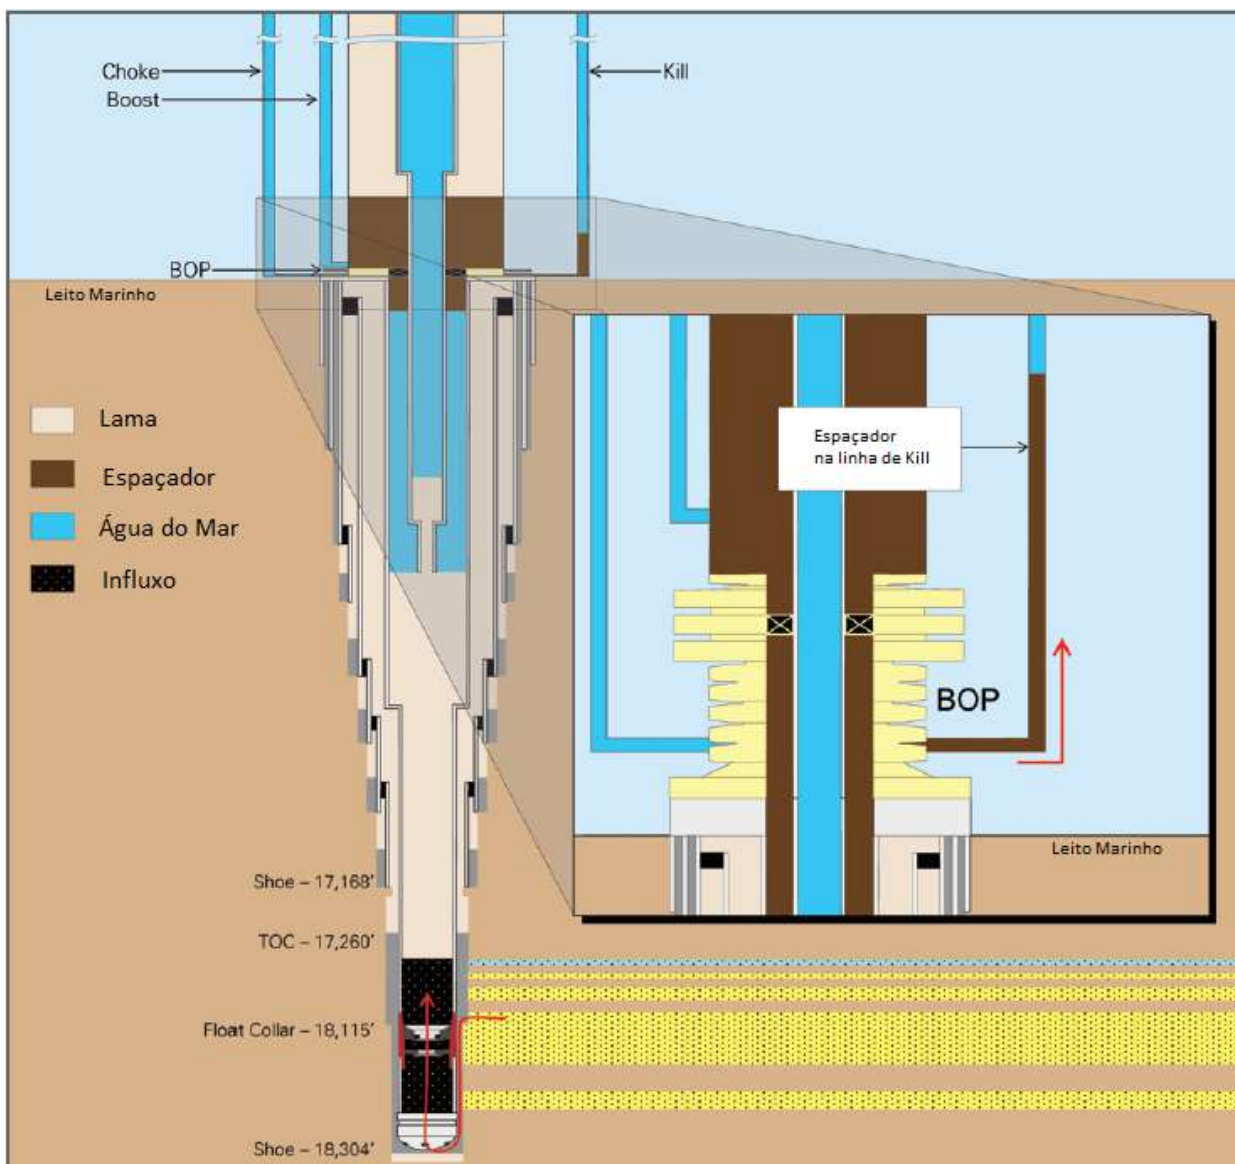 Choke
Kill
Boost
BOP
Leito Marinho
Lama
Espaçador
Água do Mar
Influxo
Espaçador
na linha de Kill
BOP
Leito Marinho
Shoe – 17,168'
TOC – 17,260'
Float Collar – 18,115'
Shoe – 18,304'